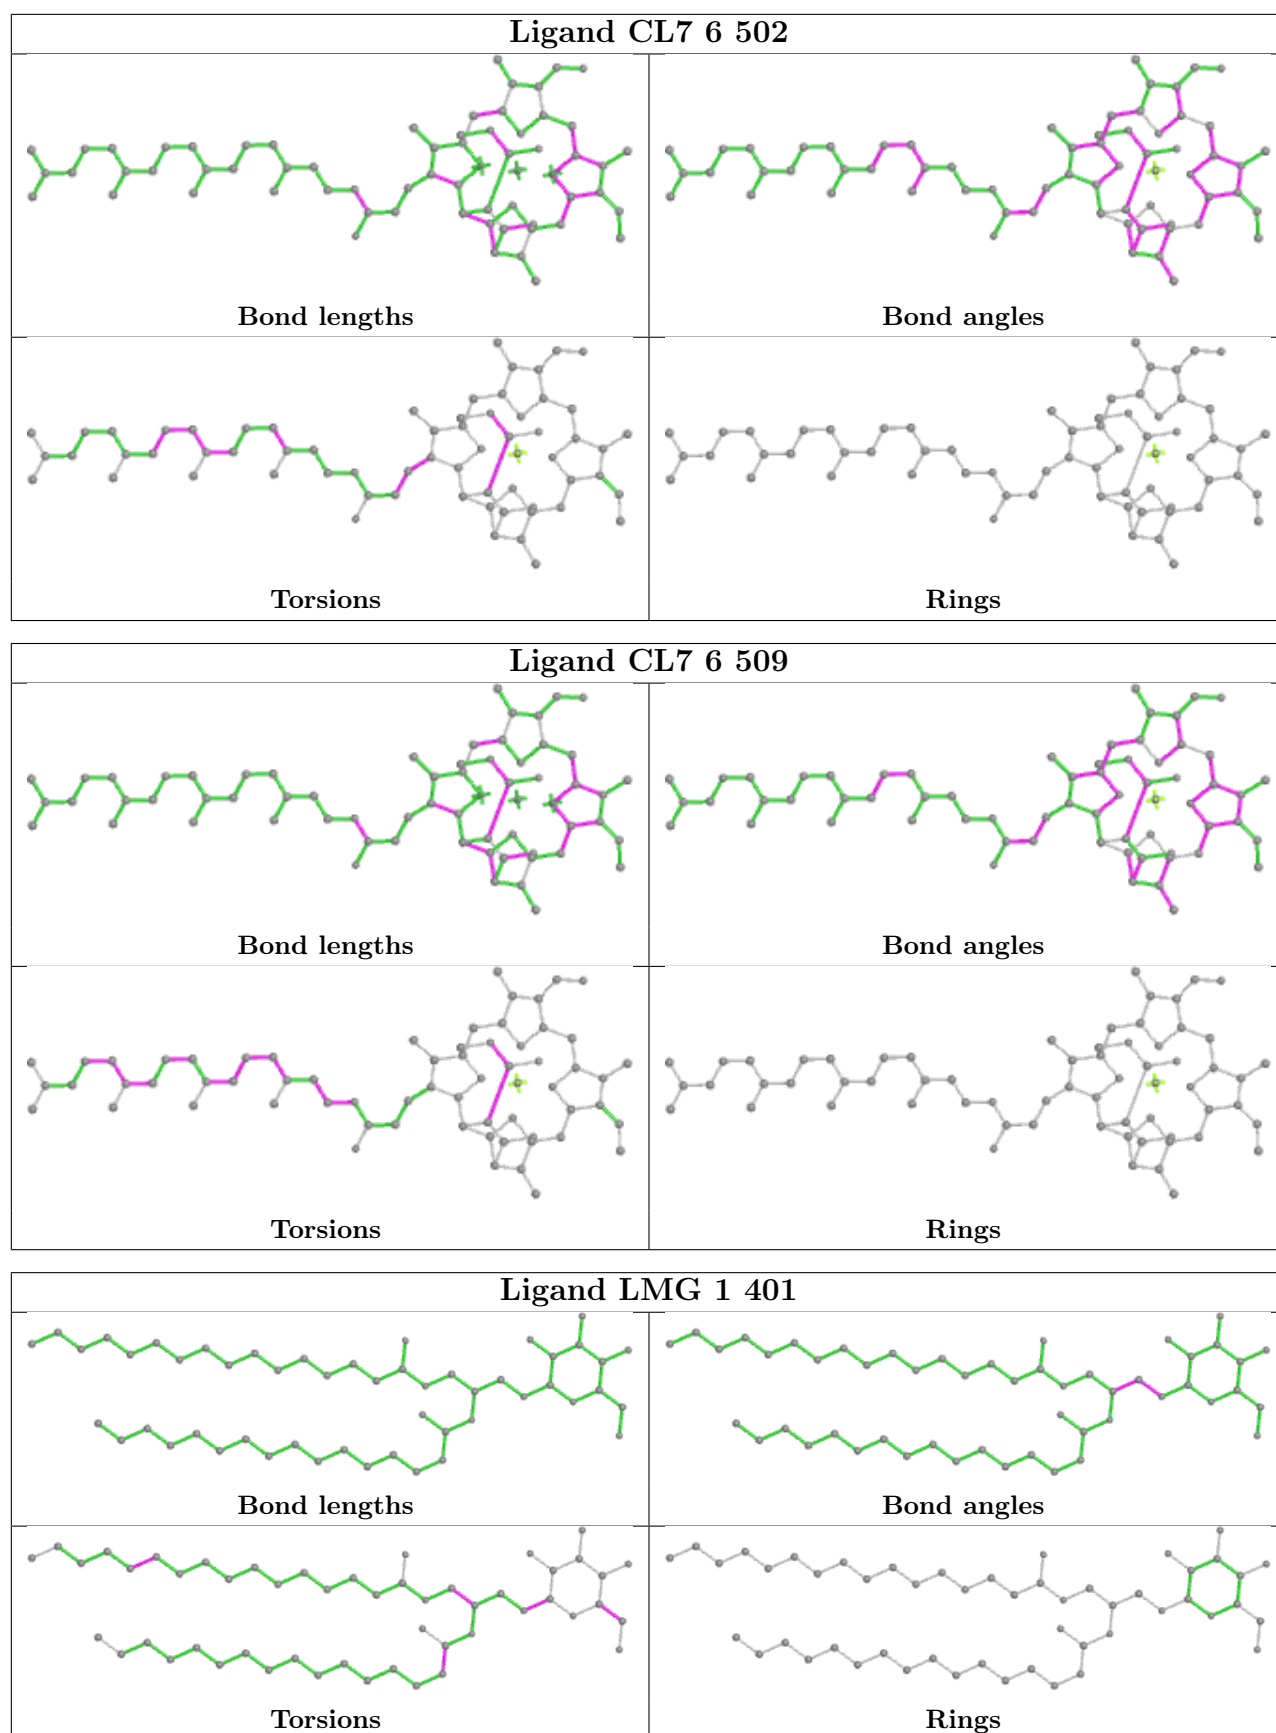 Ligand CL7 6 502
Bond lengths
Bond angles
Torsions
Rings
Ligand CL7 6 509
Bond lengths
Bond angles
Torsions
Rings
Ligand LMG 1 401
Bond lengths
Bond angles
Torsions
Rings